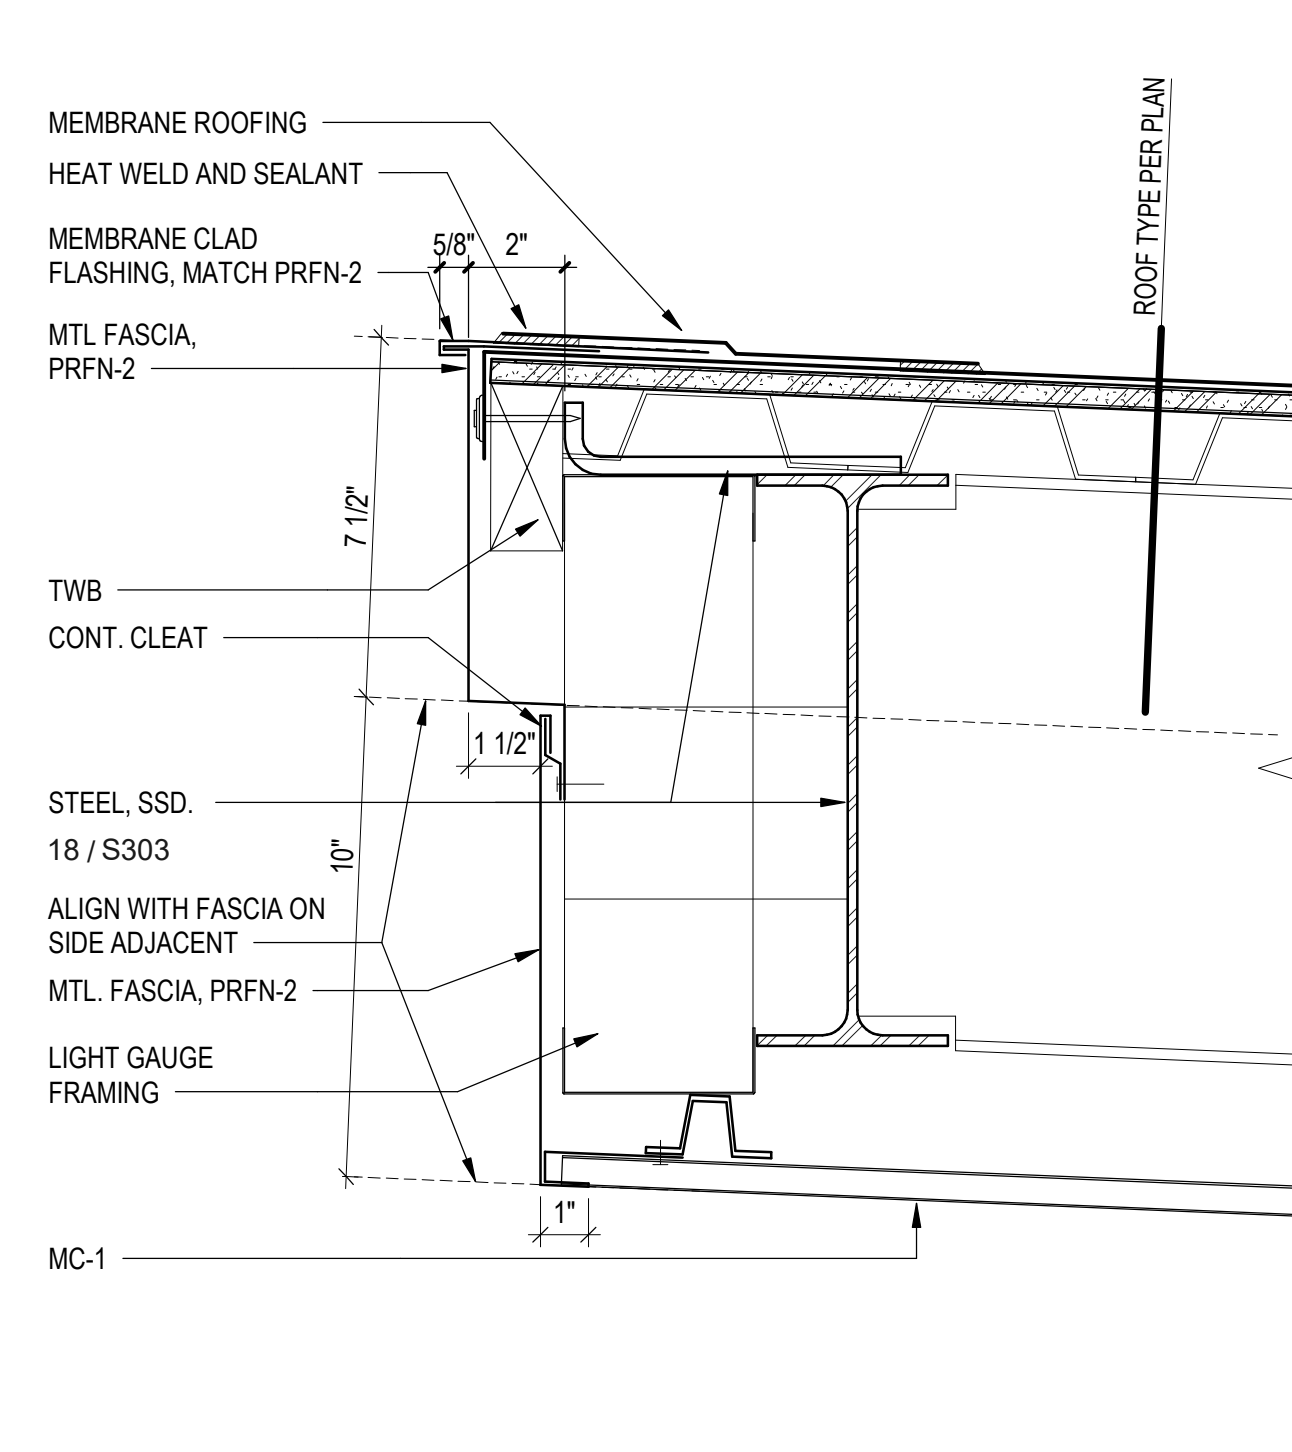 ROOF TYPE PER PLAN
MEMBRANE ROOFING
HEAT WELD AND SEALANT
MEMBRANE CLAD
FLASHING, MATCH PRFN-2
5/8"
2"
MTL FASCIA,
PRFN-2
7 1/2"
TWB
CONT. CLEAT
1 1/2"
STEEL, SSD.
18 / S303
10"
ALIGN WITH FASCIA ON
SIDE ADJACENT
MTL. FASCIA, PRFN-2
LIGHT GAUGE
FRAMING
1"
MC-1